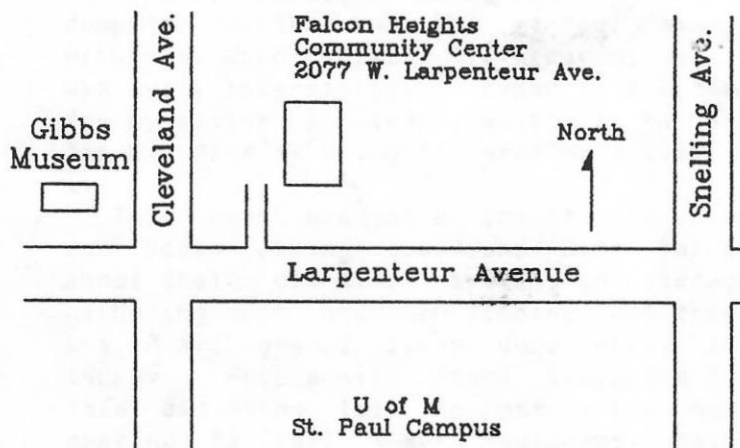 Cleveland Ave.
Falcon Heights
Community Center
2077 W. Larpenteur Ave.
Gibbs
Museum
North
Snelling Ave.
Larpenteur Avenue
U of M
St. Paul Campus